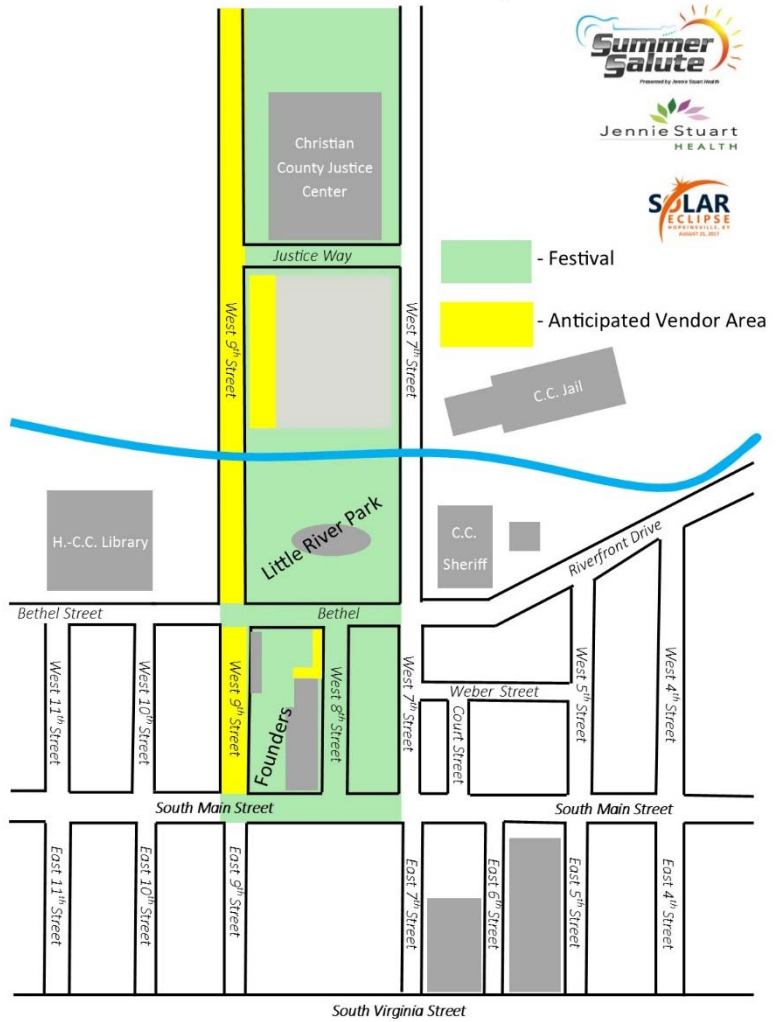 Summer
Salute
Presented by Jennie Stuart Health
Jennie Stuart
HEALTH
SOLAR
ECLIPSE
HOPKINSVILLE, KY
AUGUST 21, 2017
Christian
County Justice
Center
Justice Way
- Festival
- Anticipated Vendor Area
West 9th Street
West 7th Street
C.C. Jail
H.-C.C. Library
Little River Park
C.C.
Sheriff
Riverfront Drive
Bethel Street
Bethel
West 11th Street
West 10th Street
West 9th Street
Founders
West 8th Street
West 7th Street
Weber Street
Court Street
West 5th Street
West 4th Street
South Main Street
South Main Street
East 11th Street
East 10th Street
East 9th Street
East 7th Street
East 6th Street
East 5th Street
East 4th Street
South Virginia Street